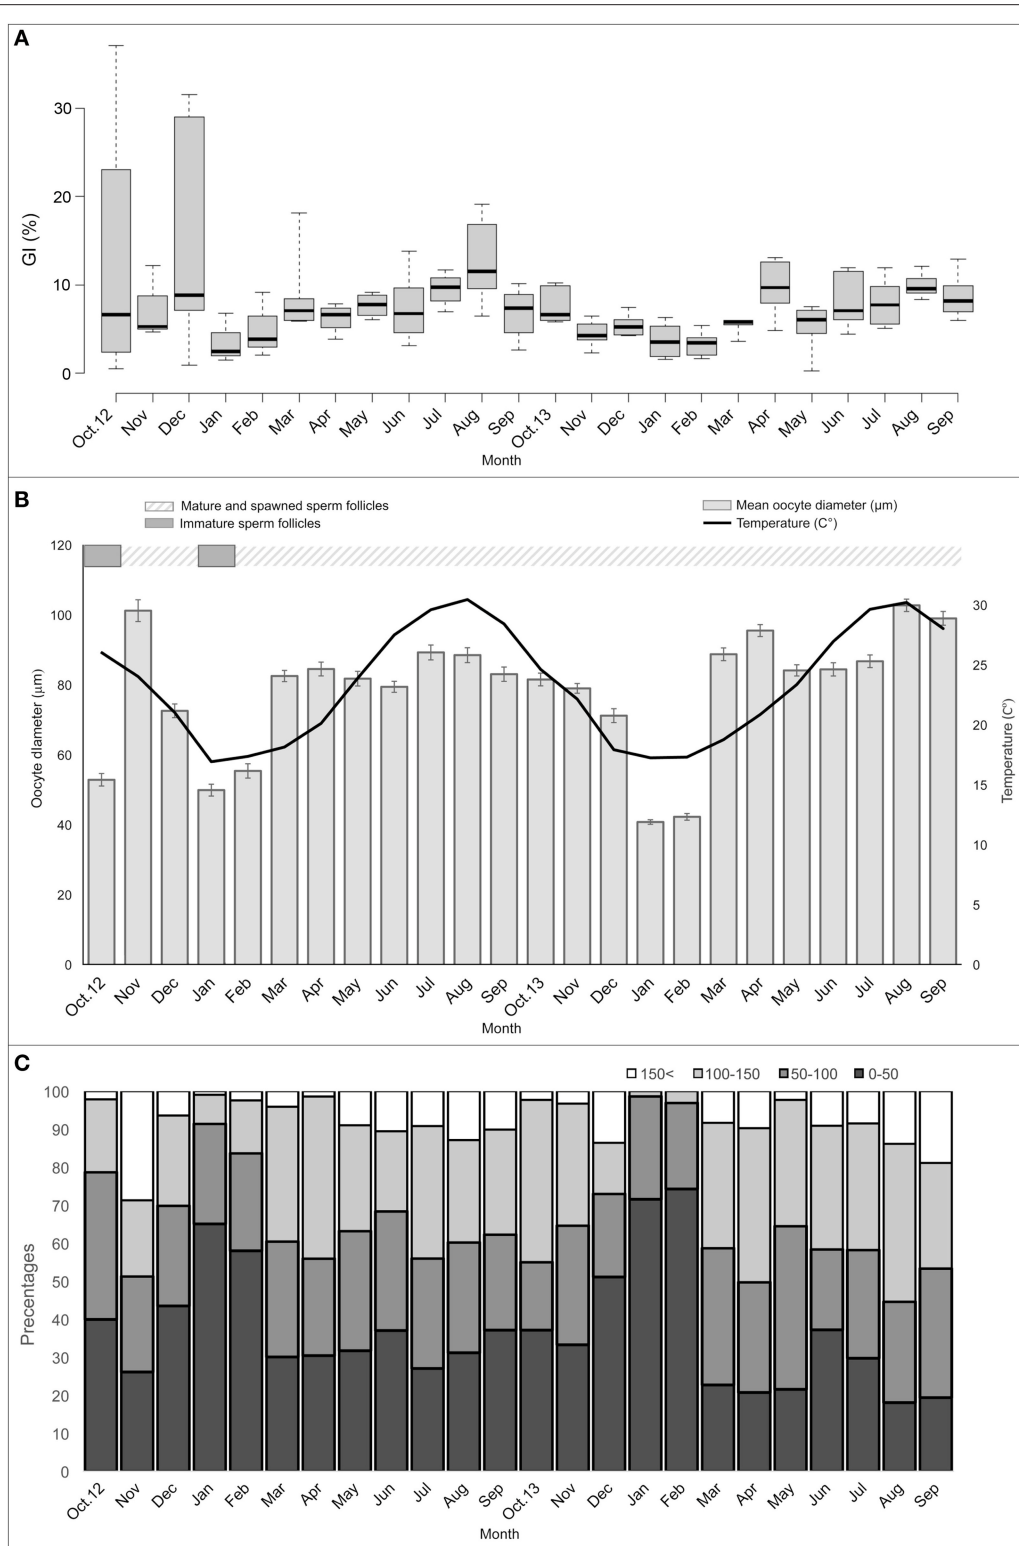 A
GI (%)
30
20
10
0
Oct.12 Nov Dec Jan Feb Mar Apr May Jun Jul Aug Sep Oct.13 Nov Dec Jan Feb Mar Apr May Jun Jul Aug Sep
Month
B
Mature and spawned sperm follicles
Immature sperm follicles
Mean oocyte diameter (µm)
Temperature (C°)
Oocyte diameter (µm)
120
100
80
60
40
20
0
30
25
20
15
10
5
0
Temperature (C°)
Oct.12 Nov Dec Jan Feb Mar Apr May Jun Jul Aug Sep Oct.13 Nov Dec Jan Feb Mar Apr May Jun Jul Aug Sep
Month
C
150< 100-150 50-100 0-50
Precentages
100
90
80
70
60
50
40
30
20
10
0
Oct.12 Nov Dec Jan Feb Mar Apr May Jun Jul Aug Sep Oct.13 Nov Dec Jan Feb Mar Apr May Jun Jul Aug Sep
Month